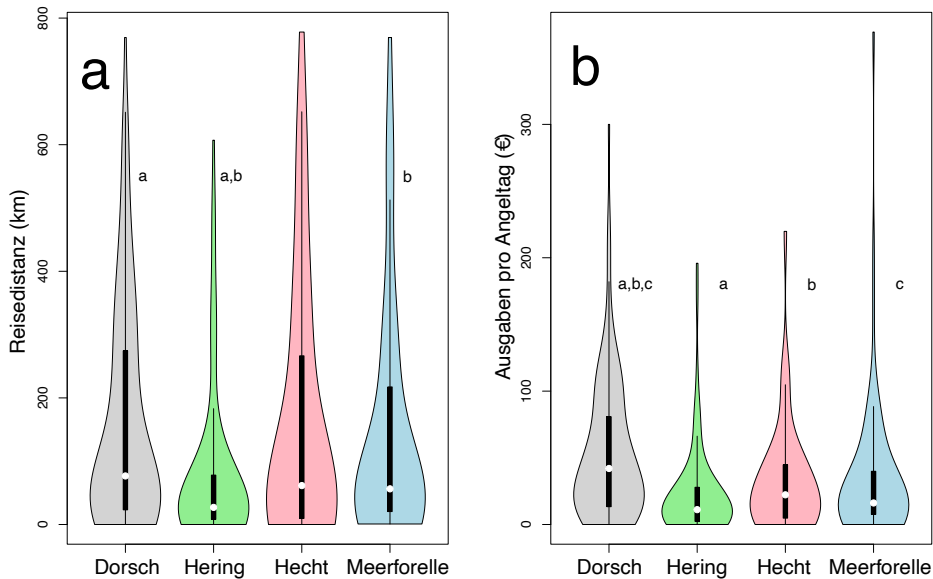 a
Reisedistanz (km)
800
600
400
200
0
a
a,b
b
Dorsch
Hering
Hecht
Meerforelle
b
Ausgaben pro Angeltag (€)
300
200
100
0
a,b,c
a
b
c
Dorsch
Hering
Hecht
Meerforelle